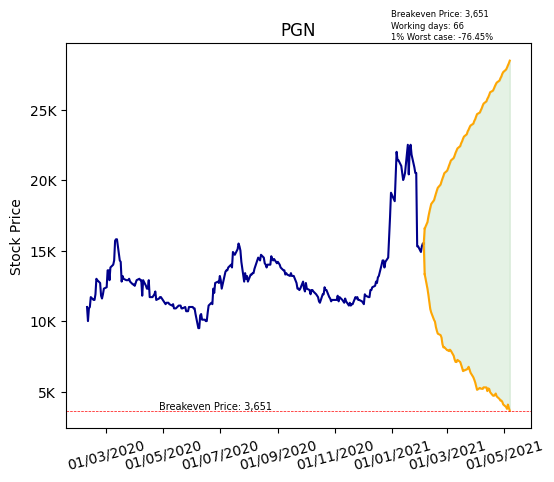 Breakeven Price: 3,651
Working days: 66
1% Worst case: -76.45%
PGN
Stock Price
25K
20K
15K
10K
5K
Breakeven Price: 3,651
01/03/2020
01/05/2020
01/07/2020
01/09/2020
01/11/2020
01/01/2021
01/03/2021
01/05/2021